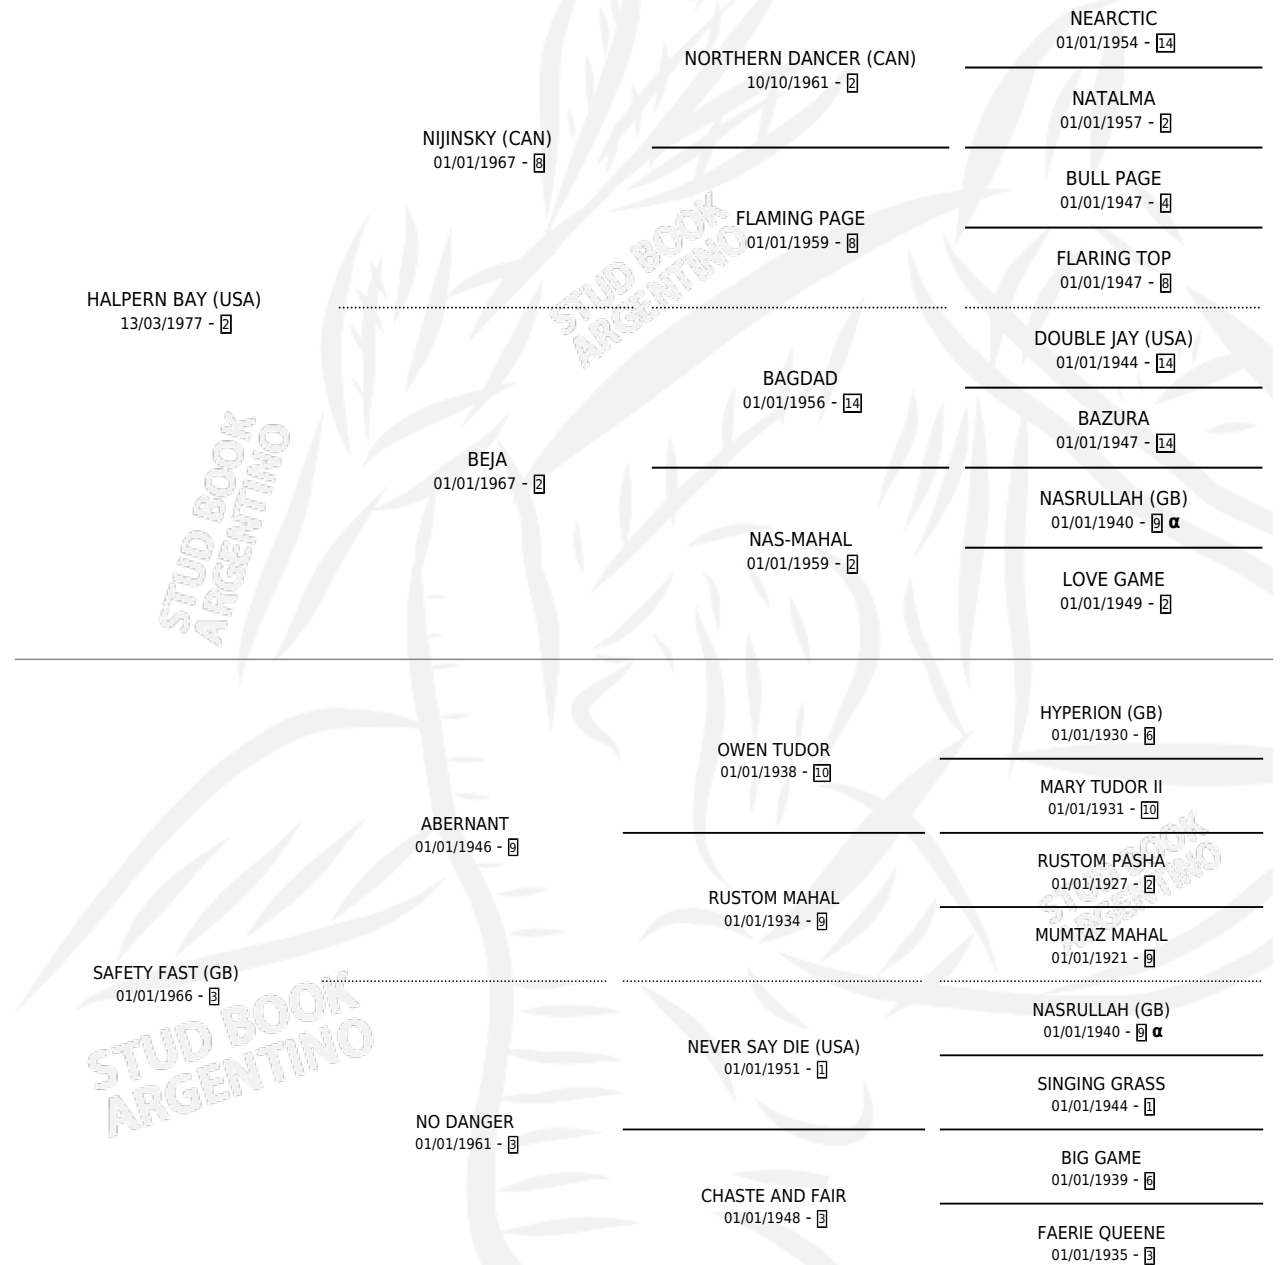 NEARCTIC
01/01/1954 - 14
NORTHERN DANCER (CAN)
10/10/1961 - 2
NATALMA
01/01/1957 - 2
NIJINSKY (CAN)
01/01/1967 - 8
BULL PAGE
01/01/1947 - 4
FLAMING PAGE
01/01/1959 - 8
FLARING TOP
01/01/1947 - 8
HALPERN BAY (USA)
13/03/1977 - 2
DOUBLE JAY (USA)
01/01/1944 - 14
BAGDAD
01/01/1956 - 14
BAZURA
01/01/1947 - 14
BEJA
01/01/1967 - 2
NASRULLAH (GB)
01/01/1940 - 9 α
NAS-MAHAL
01/01/1959 - 2
LOVE GAME
01/01/1949 - 2
HYPERION (GB)
01/01/1930 - 6
OWEN TUDOR
01/01/1938 - 10
MARY TUDOR II
01/01/1931 - 10
ABERNANT
01/01/1946 - 9
RUSTOM PASHA
01/01/1927 - 2
RUSTOM MAHAL
01/01/1934 - 9
MUMTAZ MAHAL
01/01/1921 - 9
SAFETY FAST (GB)
01/01/1966 - 3
NASRULLAH (GB)
01/01/1940 - 9 α
NEVER SAY DIE (USA)
01/01/1951 - 1
SINGING GRASS
01/01/1944 - 1
NO DANGER
01/01/1961 - 3
BIG GAME
01/01/1939 - 6
CHASTE AND FAIR
01/01/1948 - 3
FAERIE QUEENE
01/01/1935 - 3
STUD BOOK
ARGENTINO
STUD BOOK
ARGENTINO
STUD BOOK
ARGENTINO
STUD BOOK
ARGENTINO